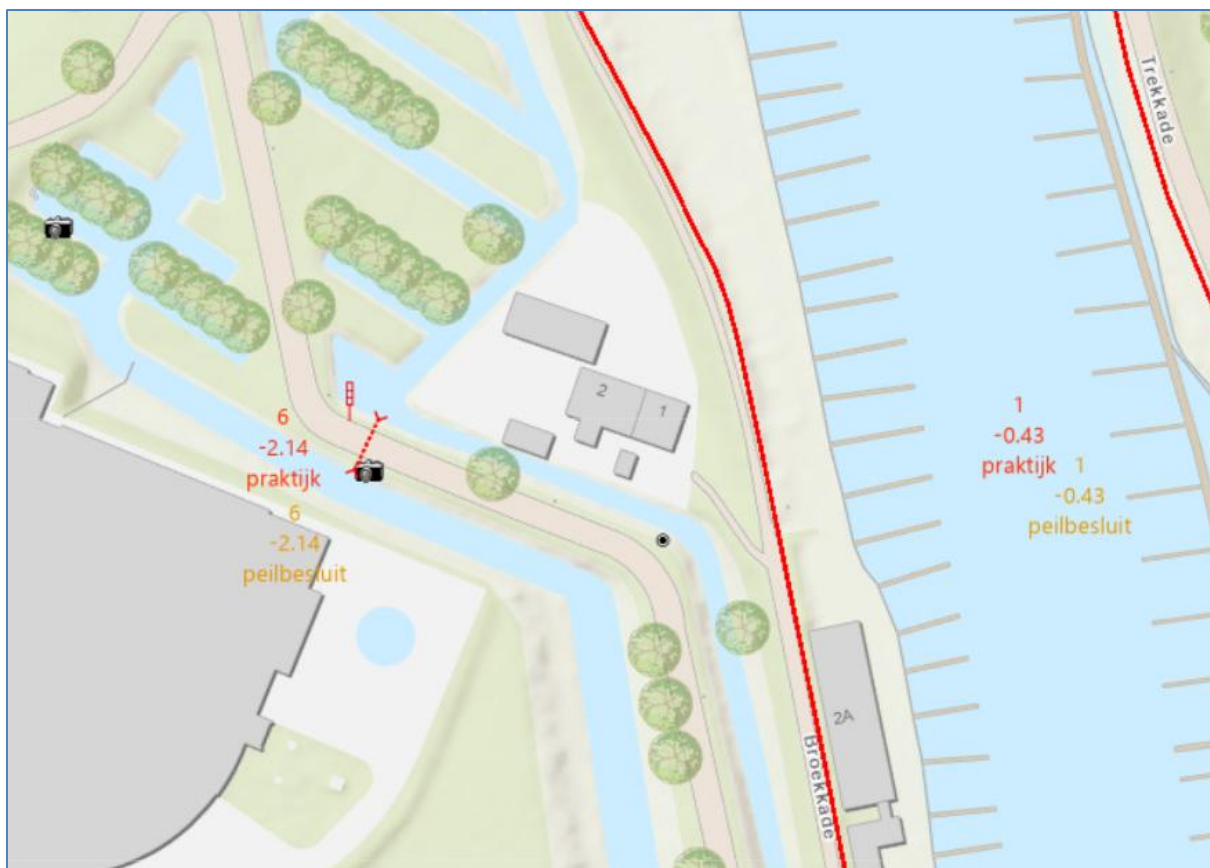 Trekkade
2
1
6
-2.14
praktijk
6
-2.14
peilbesluit
1
-0.43
praktijk
1
-0.43
peilbesluit
2A
Broekkade